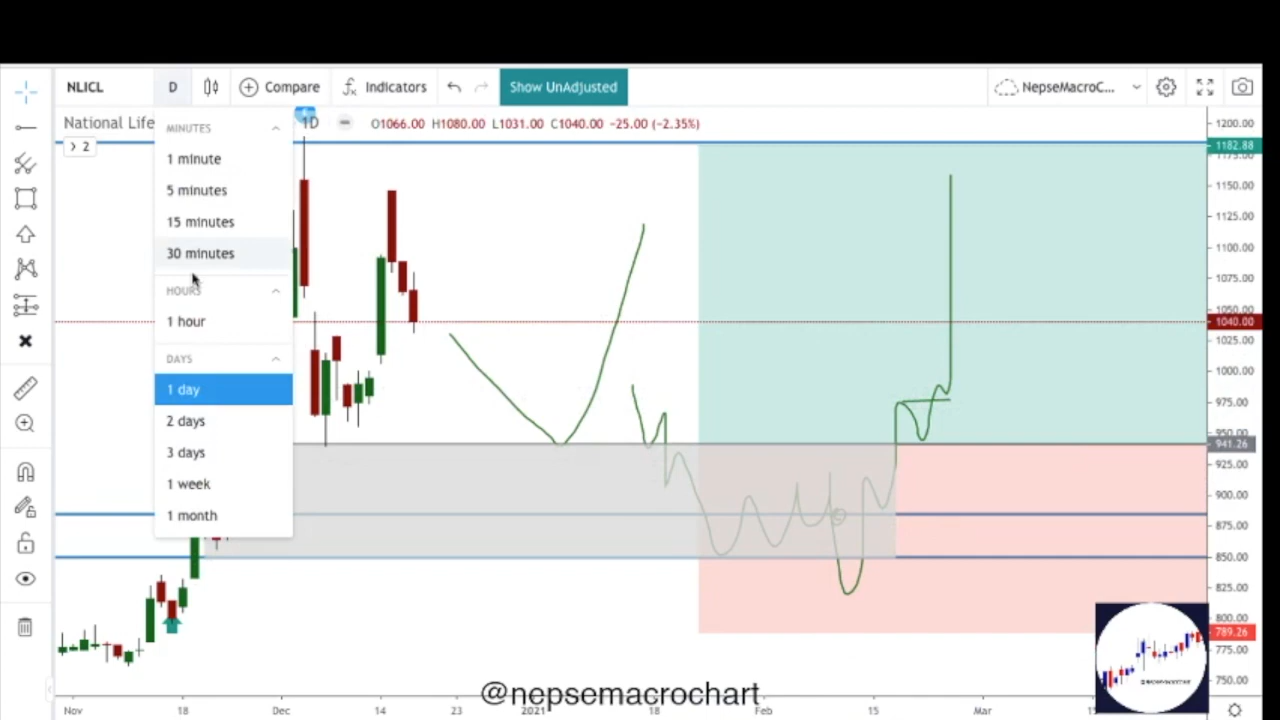 NLICL D Compare Indicators Show UnAdjusted NepseMacroC...
National Life 1D O1066.00 H1080.00 L1031.00 C1040.00 -25.00 (-2.35%)
2
MINUTES
1 minute
5 minutes
15 minutes
30 minutes
HOURS
1 hour
DAYS
1 day
2 days
3 days
1 week
1 month
1200.00
1182.88
1175.00
1150.00
1125.00
1100.00
1075.00
1050.00
1040.00
1025.00
1000.00
975.00
950.00
941.26
925.00
900.00
875.00
850.00
825.00
800.00
789.26
775.00
750.00
@nepsemacrochart
Nov 18 Dec 14 23 2021 18 Feb 15 Mar